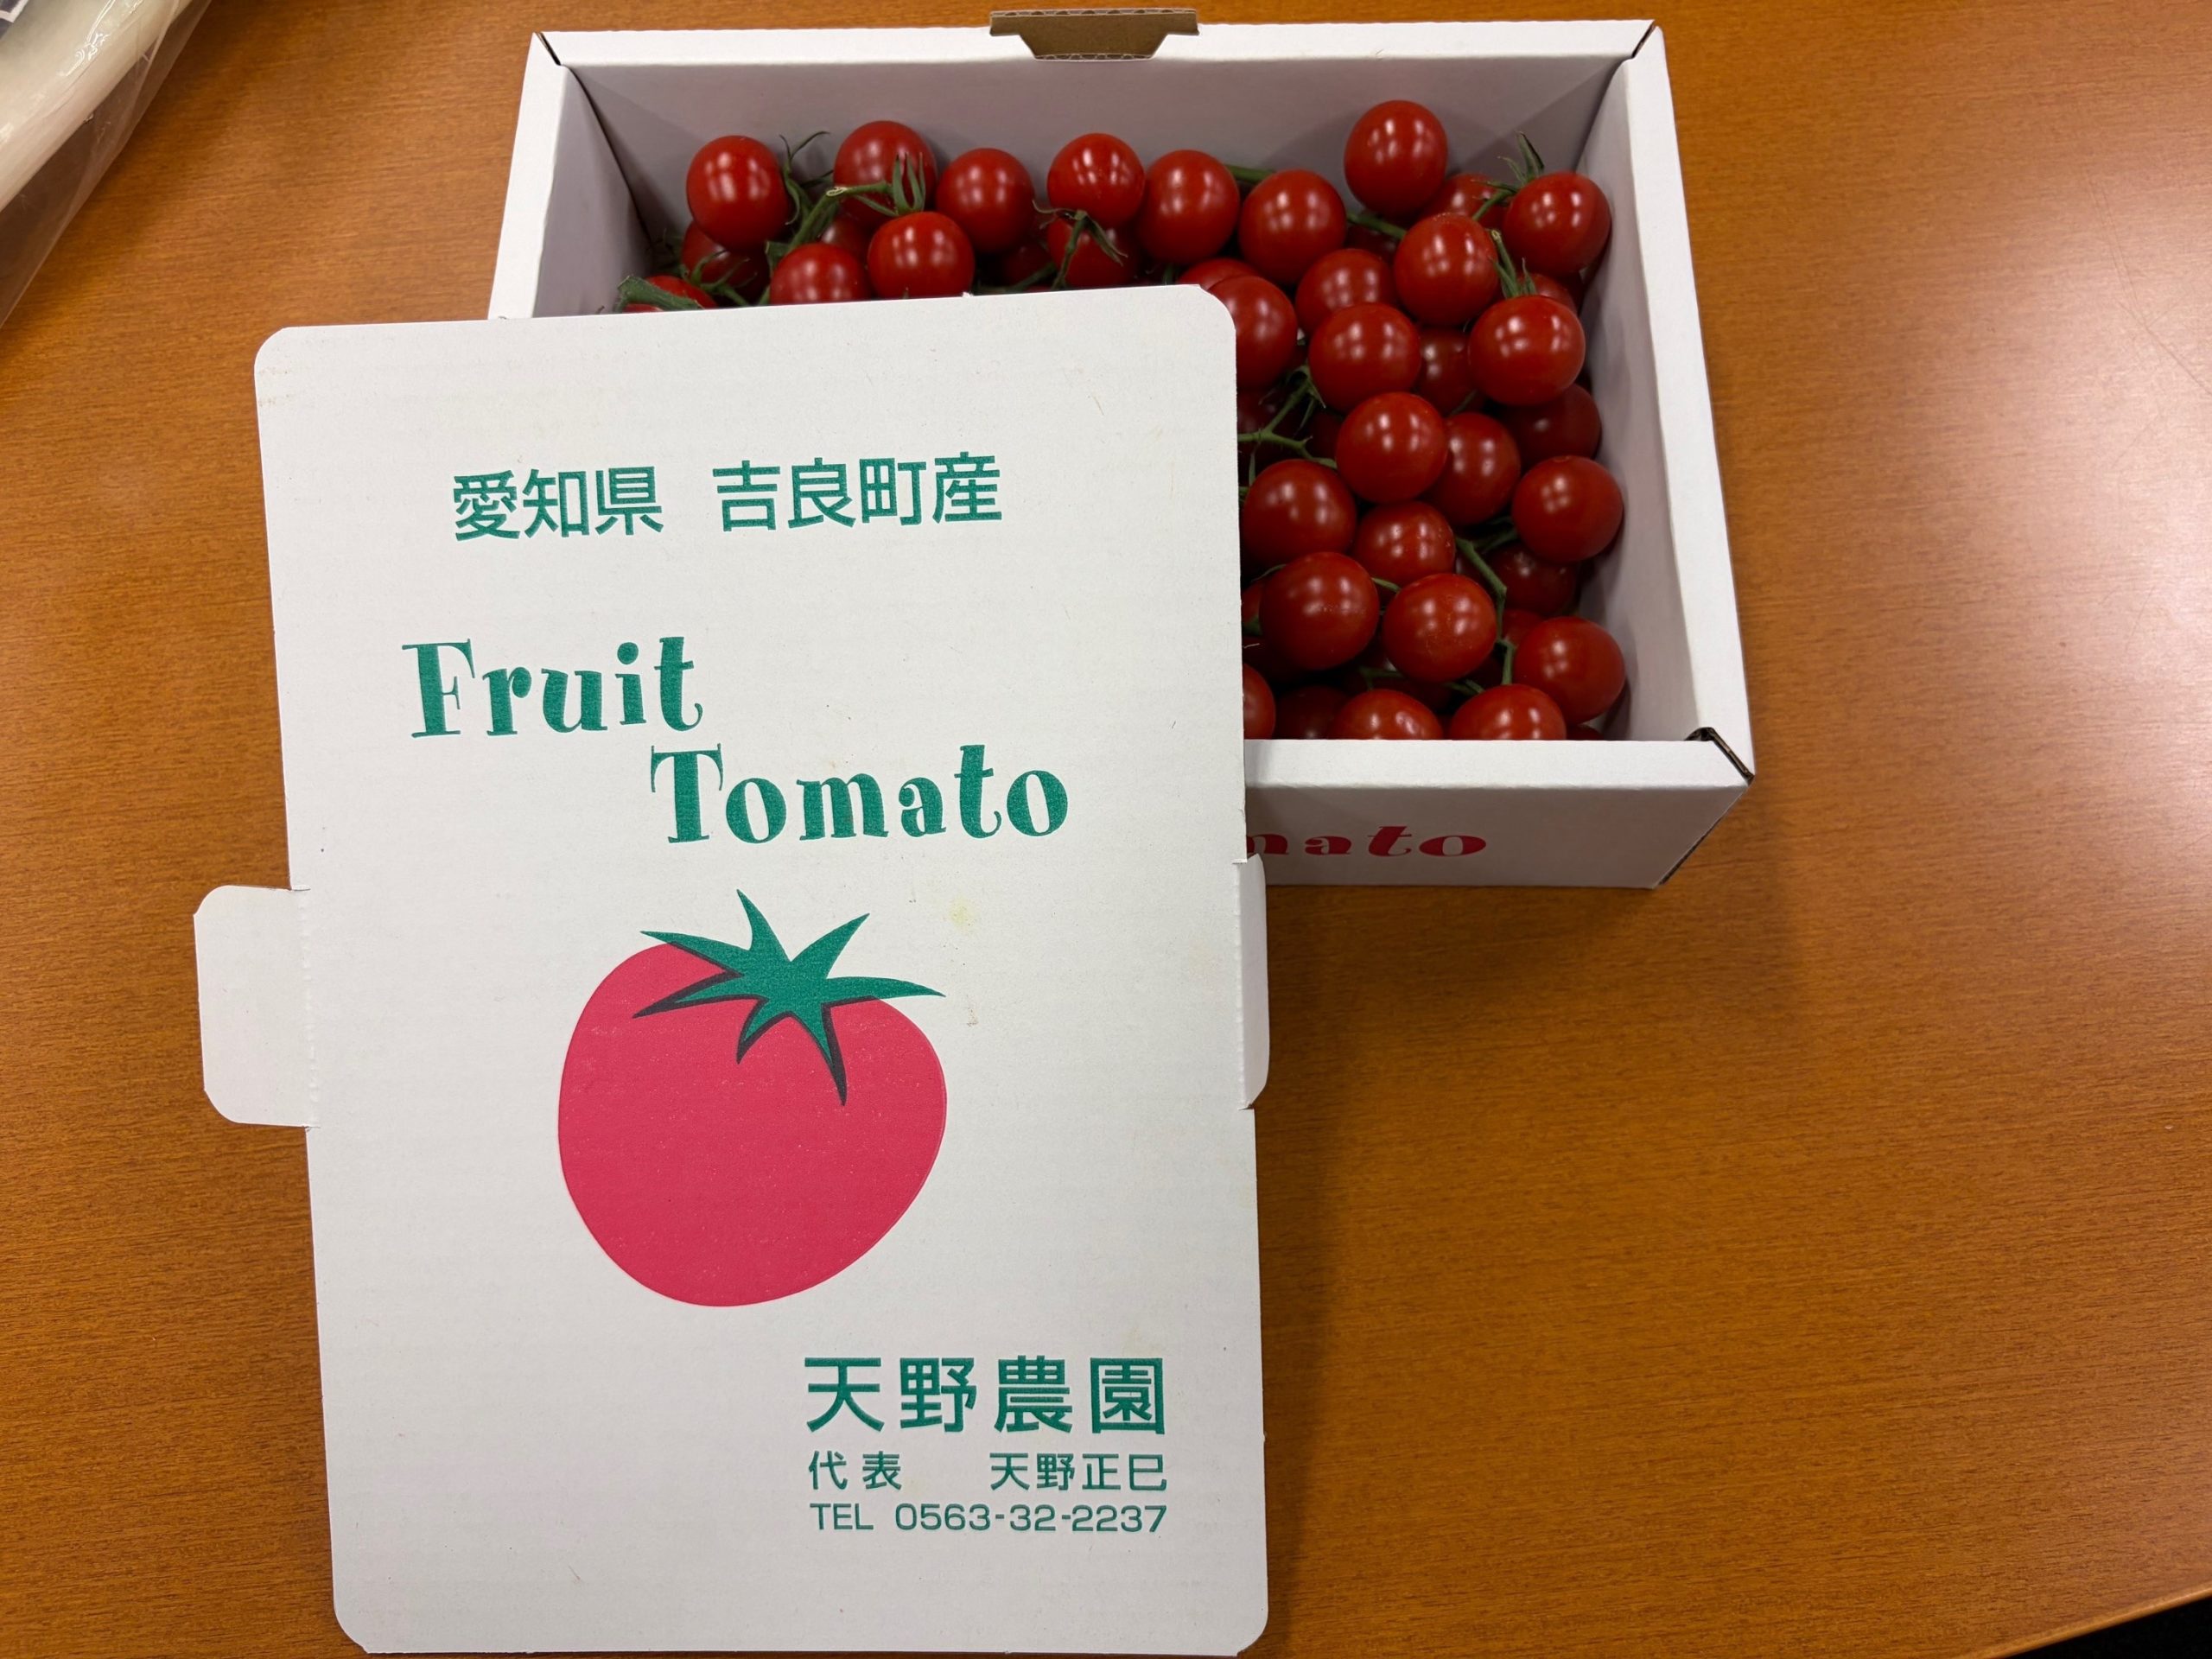 愛知県 吉良町産
Fruit
Tomato
天野農園
代表 天野正巳
TEL 0563-32-2237
mato